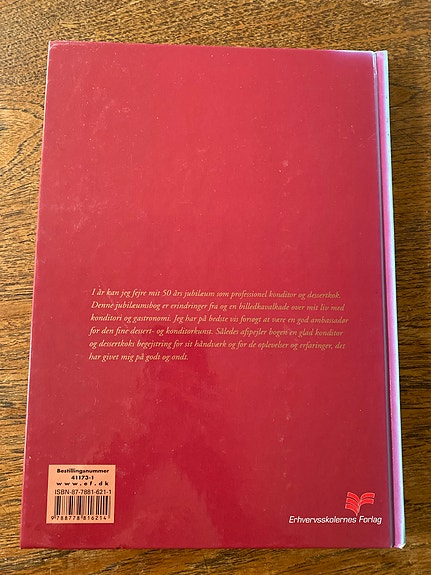 I år kan jeg fejre mit 50 års jubilæum som professionel konditor og dessertkok.
Denne jubilæumsbog er erindringer fra og en billedkavalkade over mit liv med
konditori og gastronomi. Jeg har på bedste vis forsøgt at være en god ambassadør
for den fine dessert- og konditorkunst. Således afspejler bogen en glad konditor
og dessertkoks begejstring for sit håndværk og for de oplevelser og erfaringer, det
har givet mig på godt og ondt.
Bestillingsnummer
41173-1
www.ef.dk
ISBN-87-7881-621-1
9788778816214
Erhvervsskolernes Forlag